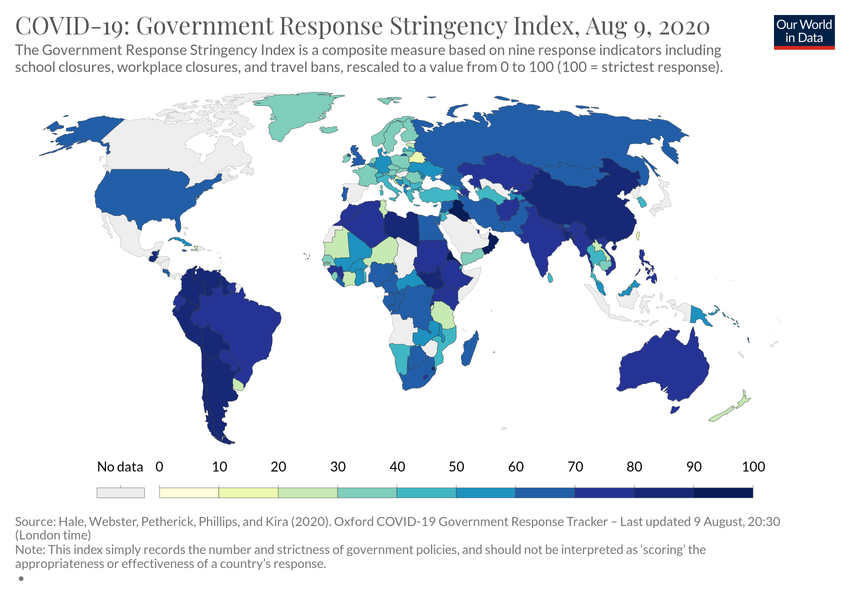 COVID-19: Government Response Stringency Index, Aug 9, 2020
Our World
in Data
The Government Response Stringency Index is a composite measure based on nine response indicators including
school closures, workplace closures, and travel bans, rescaled to a value from 0 to 100 (100 = strictest response).
No data 0 10 20 30 40 50 60 70 80 90 100
Source: Hale, Webster, Petherick, Phillips, and Kira (2020). Oxford COVID-19 Government Response Tracker – Last updated 9 August, 20:30
(London time)
Note: This index simply records the number and strictness of government policies, and should not be interpreted as ‘scoring’ the
appropriateness or effectiveness of a country’s response.
•